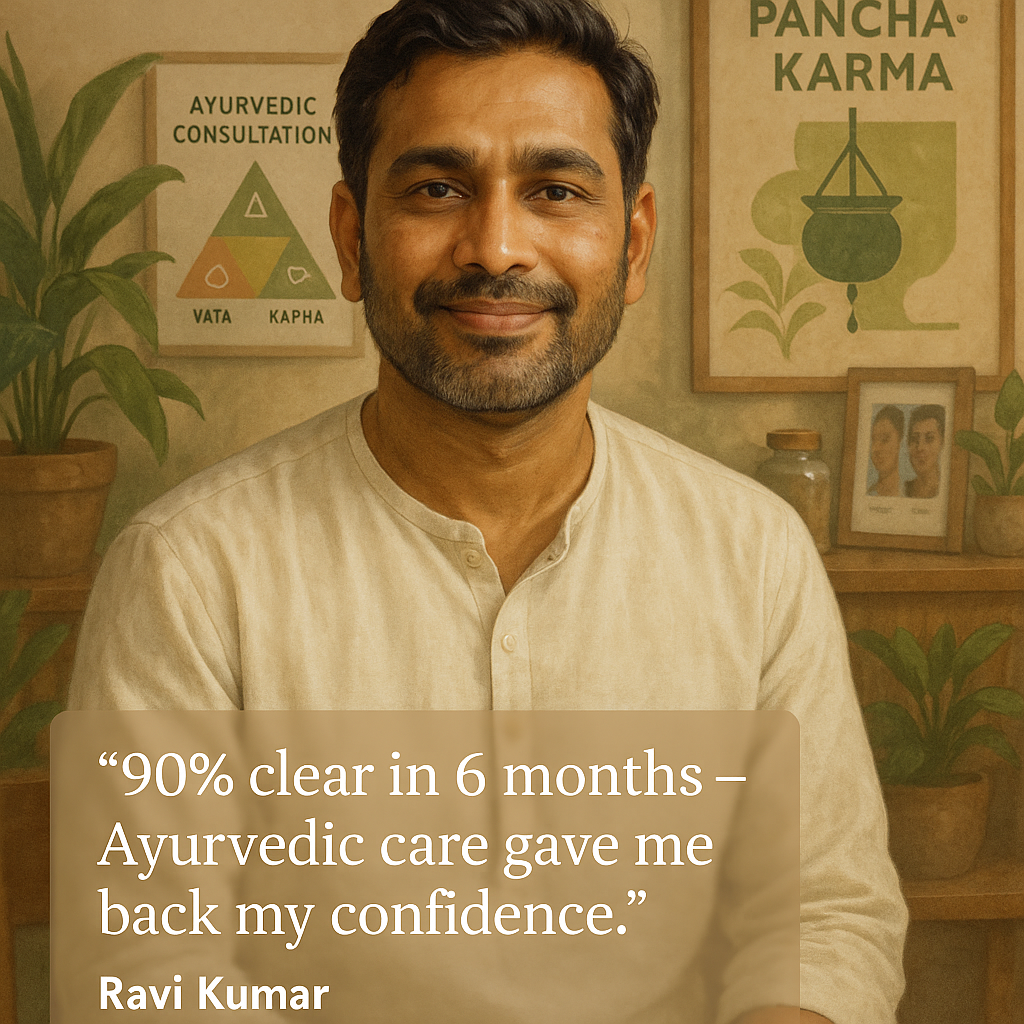 PANCHA-
KARMA
AYURVEDIC
CONSULTATION
VATA KAPHA
“90% clear in 6 months –
Ayurvedic care gave me
back my confidence.”
Ravi Kumar